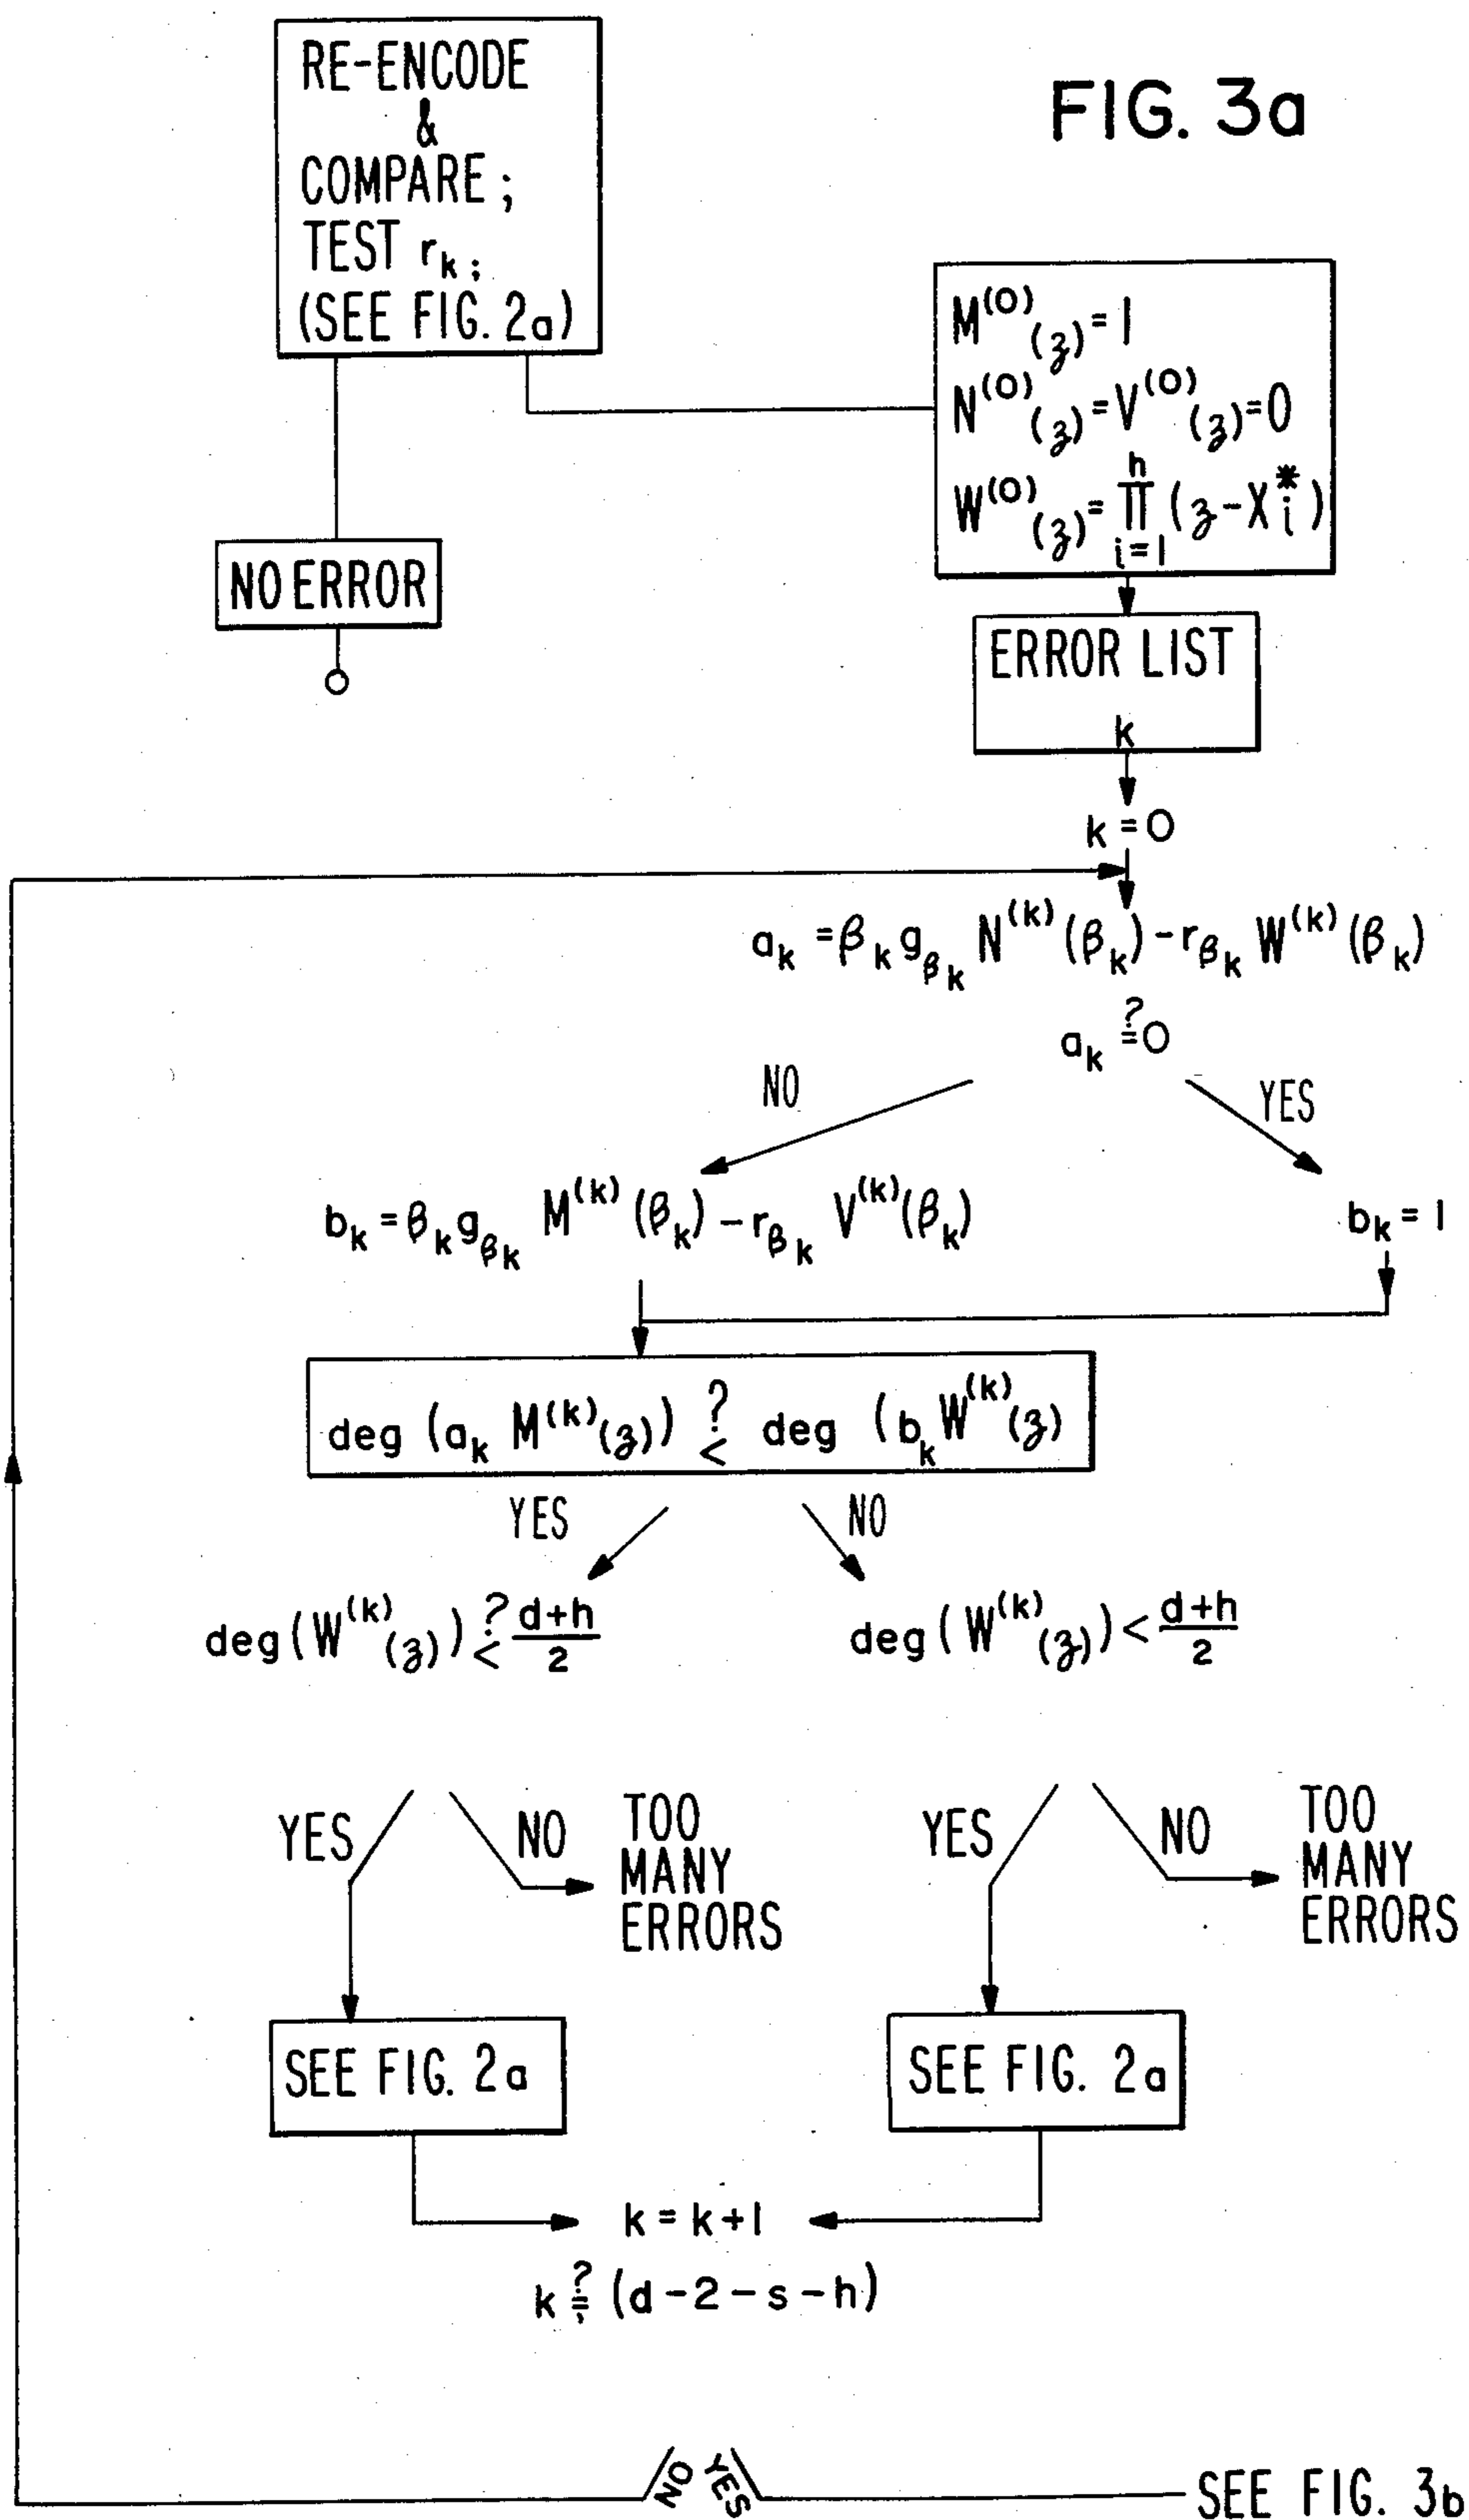 FIG. 3a
RE-ENCODE
&
COMPARE ;
TEST r_k ;
(SEE FIG. 2a)
M^(0)(z) = 1
N^(0)(z) = V^(0)(z) = 0
W^(0)(z) = ∏_{i=1}^{h} (z - X_i^*)
NO ERROR
ERROR LIST
k
k = 0
a_k = β_k g_{β_k} N^(k)(β_k) - r_{β_k} W^(k)(β_k)
a_k ?= 0
NO
YES
b_k = β_k g_{β_k} M^(k)(β_k) - r_{β_k} V^(k)(β_k)
b_k = 1
deg (a_k M^(k)(z)) ?< deg (b_k W^(k)(z)
YES
NO
deg (W^(k)(z)) ?< d+h/2
deg (W^(k)(z)) < d+h/2
YES
NO
TOO
MANY
ERRORS
YES
NO
TOO
MANY
ERRORS
SEE FIG. 2a
SEE FIG. 2a
k = k+1
k ?= (d-2-s-h)
NO
YES
SEE FIG. 3b